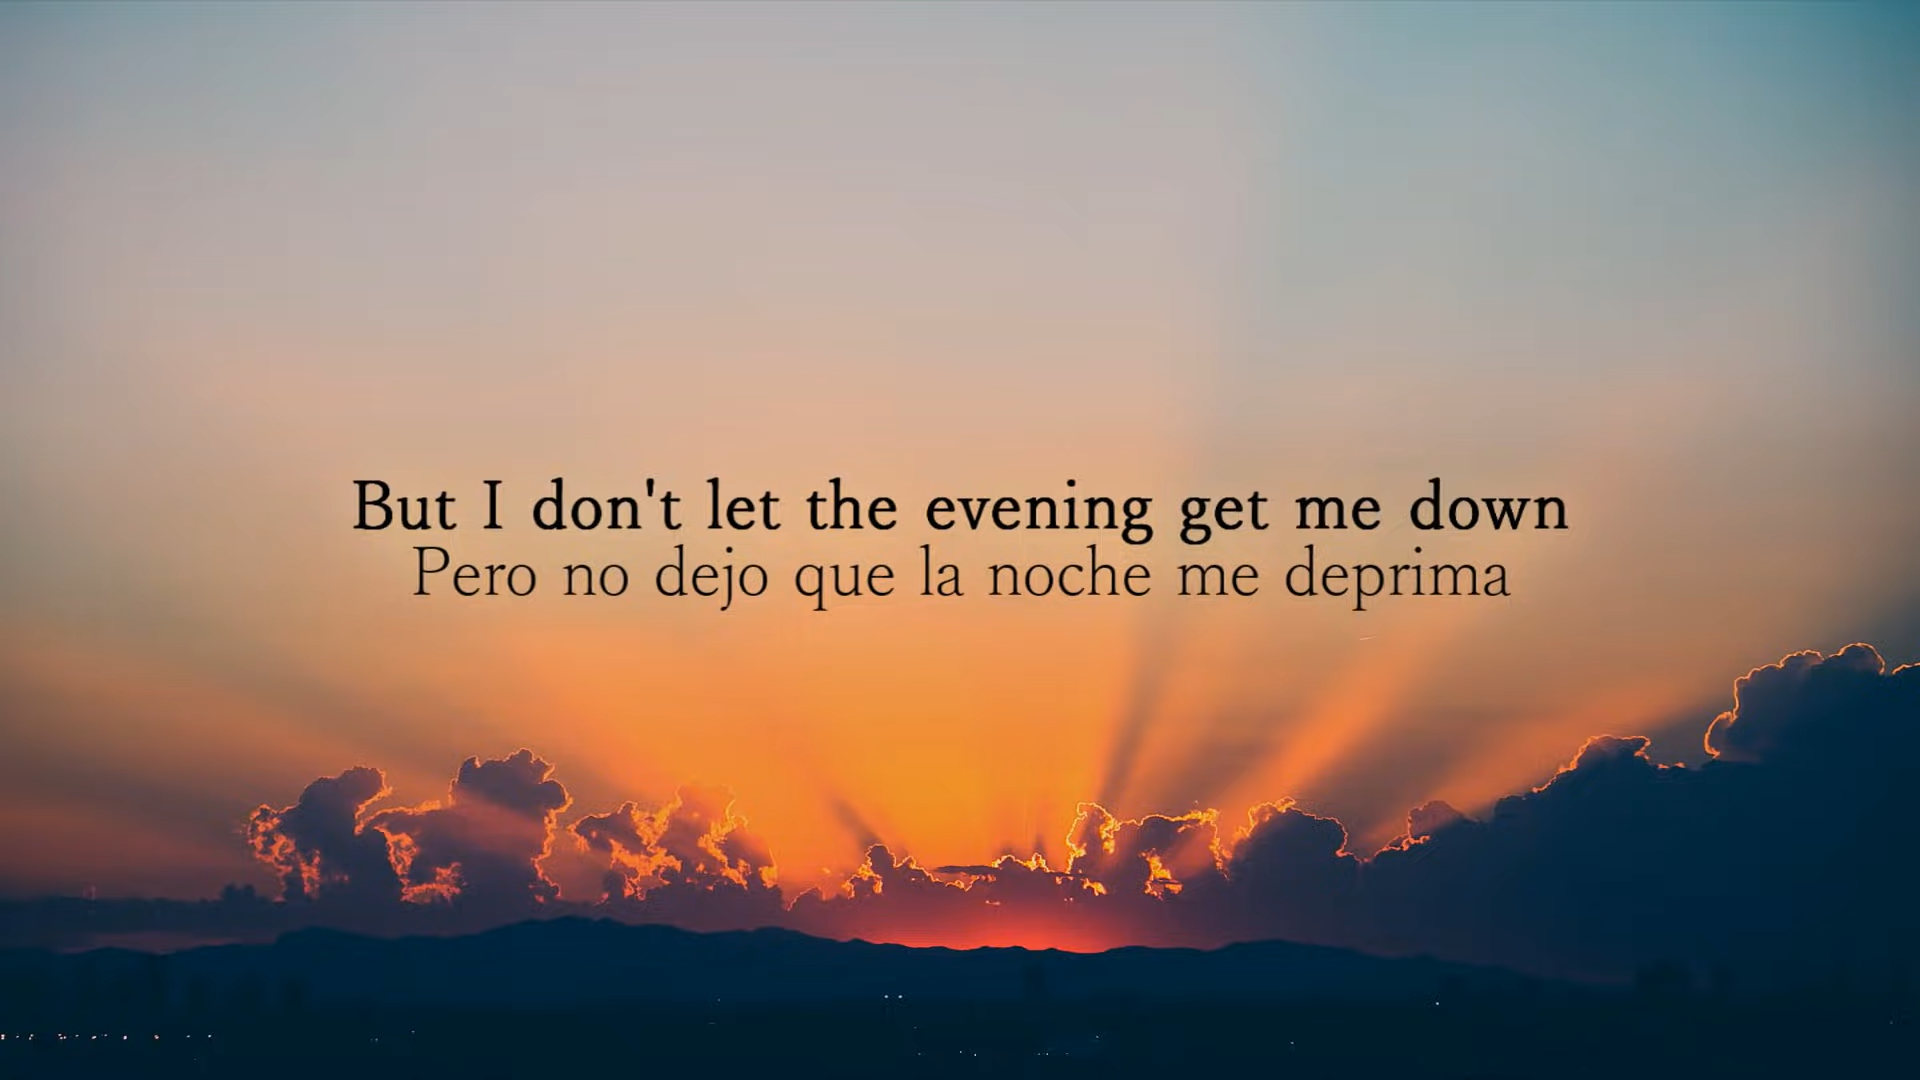 But I don't let the evening get me down
Pero no dejo que la noche me deprima